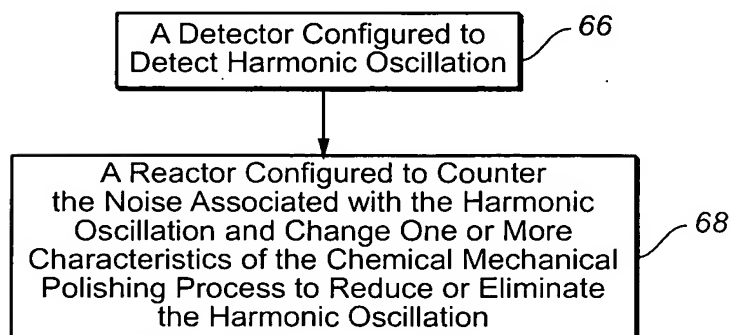 A Detector Configured to
Detect Harmonic Oscillation
66
A Reactor Configured to Counter
the Noise Associated with the Harmonic
Oscillation and Change One or More
Characteristics of the Chemical Mechanical
Polishing Process to Reduce or Eliminate
the Harmonic Oscillation
68